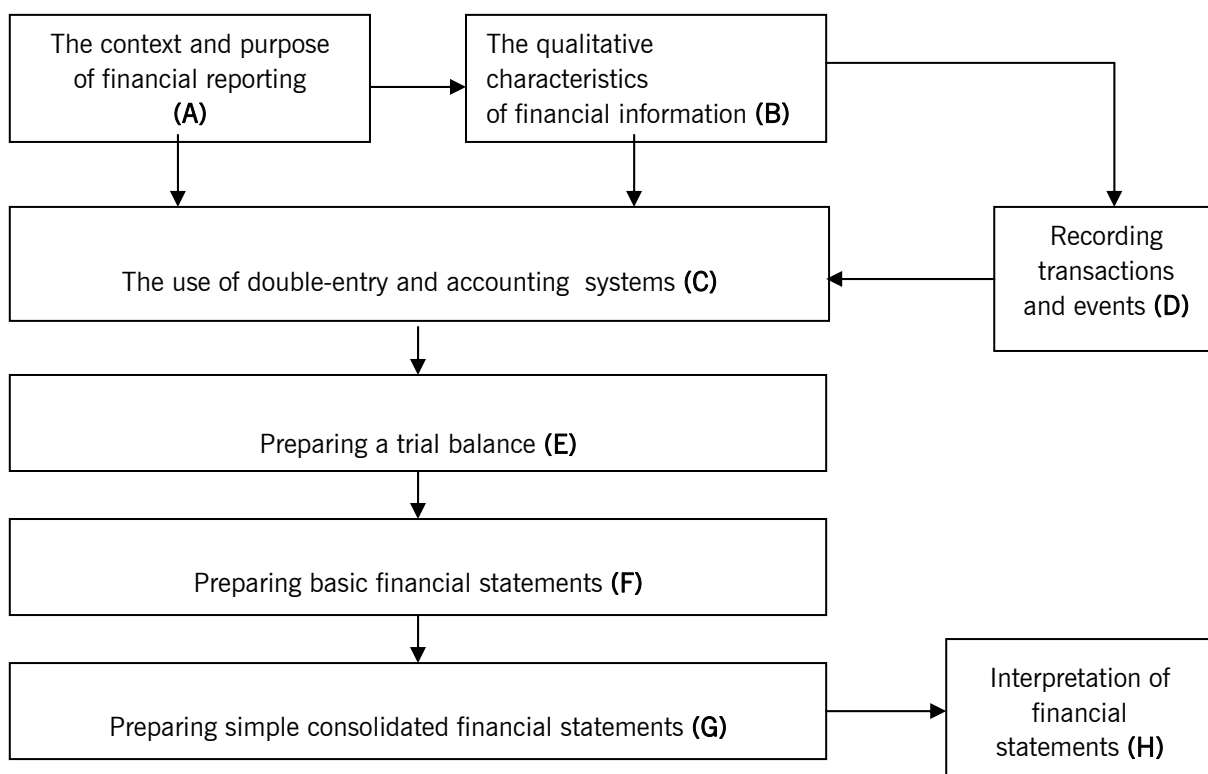 The context and purpose
of financial reporting
(A)
The qualitative
characteristics
of financial information (B)
The use of double-entry and accounting systems (C)
Recording
transactions
and events (D)
Preparing a trial balance (E)
Preparing basic financial statements (F)
Preparing simple consolidated financial statements (G)
Interpretation of
financial
statements (H)